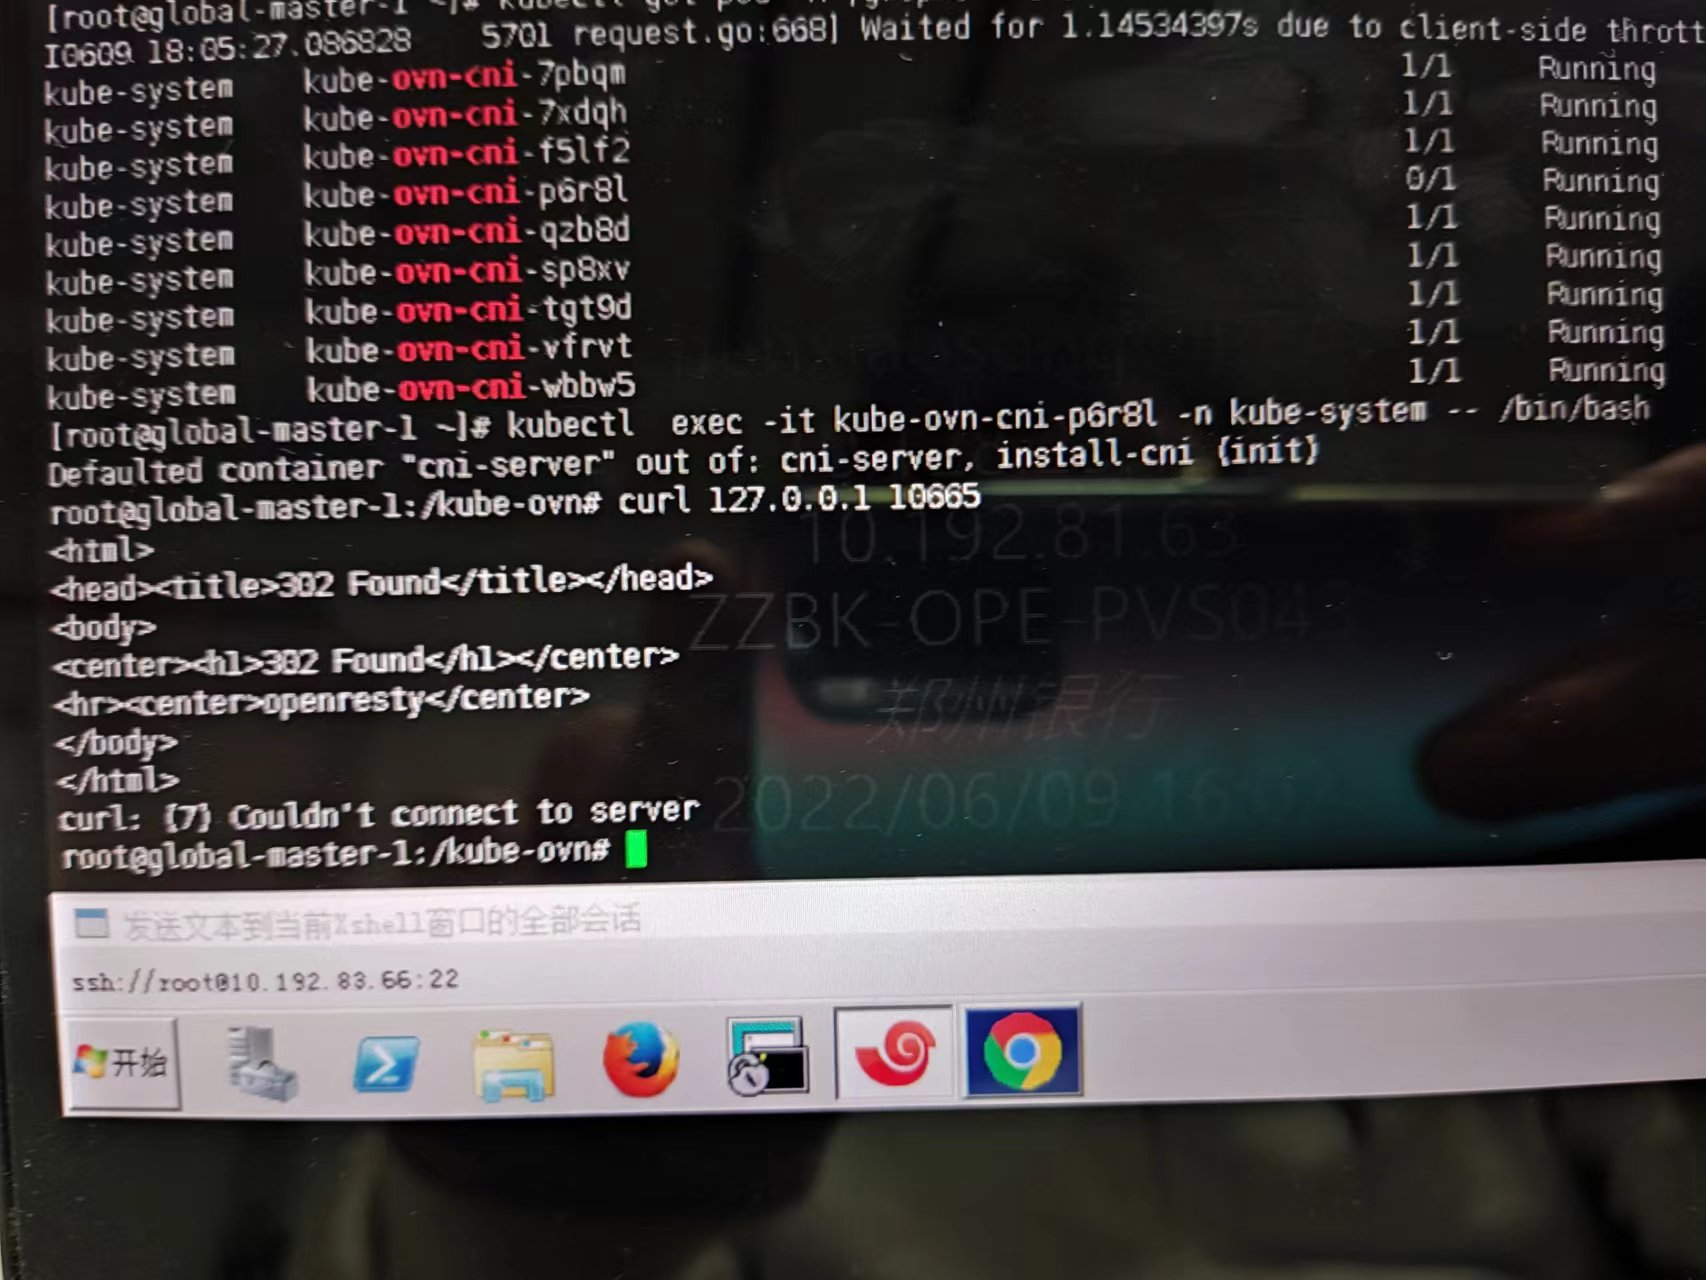 [root@global-master-1 ~]# kubectl get pod
I0609 18:05:27.086828 5701 request.go:668] Waited for 1.14534397s due to client-side thrott
kube-system kube-ovn-cni-7pbqm 1/1 Running
kube-system kube-ovn-cni-7xdqh 1/1 Running
kube-system kube-ovn-cni-f5lf2 1/1 Running
kube-system kube-ovn-cni-p6r8l 0/1 Running
kube-system kube-ovn-cni-qzb8d 1/1 Running
kube-system kube-ovn-cni-sp8xv 1/1 Running
kube-system kube-ovn-cni-tgt9d 1/1 Running
kube-system kube-ovn-cni-vfrvt 1/1 Running
kube-system kube-ovn-cni-wbbw5 1/1 Running
[root@global-master-1 ~]# kubectl exec -it kube-ovn-cni-p6r8l -n kube-system -- /bin/bash
Defaulted container "cni-server" out of: cni-server, install-cni (init)
root@global-master-1:/kube-ovn# curl 127.0.0.1 10665
<html>
<head><title>302 Found</title></head>
<body>
<center><h1>302 Found</h1></center>
<hr><center>openresty</center>
</body>
</html>
curl: (7) Couldn't connect to server
root@global-master-1:/kube-ovn#
10.192.81.63
ZZBK-OPE-PVS043
郑州银行
2022/06/09 16:0
发送文本到当前Xshell窗口的全部会话
ssh://root@10.192.83.66:22
开始